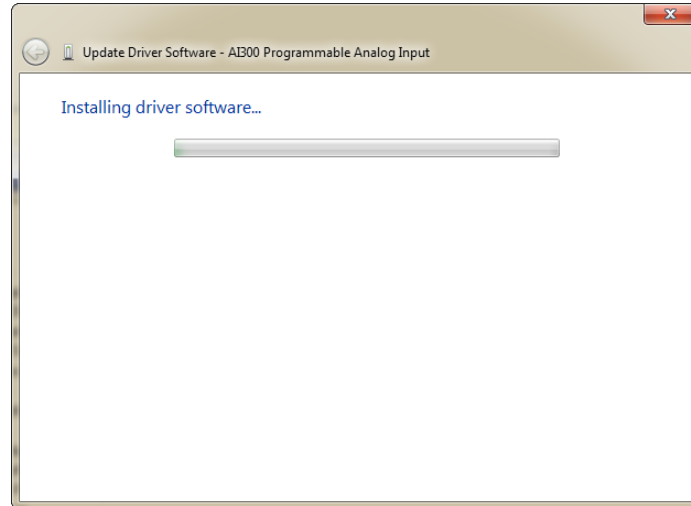 Update Driver Software - AI300 Programmable Analog Input
Installing driver software...